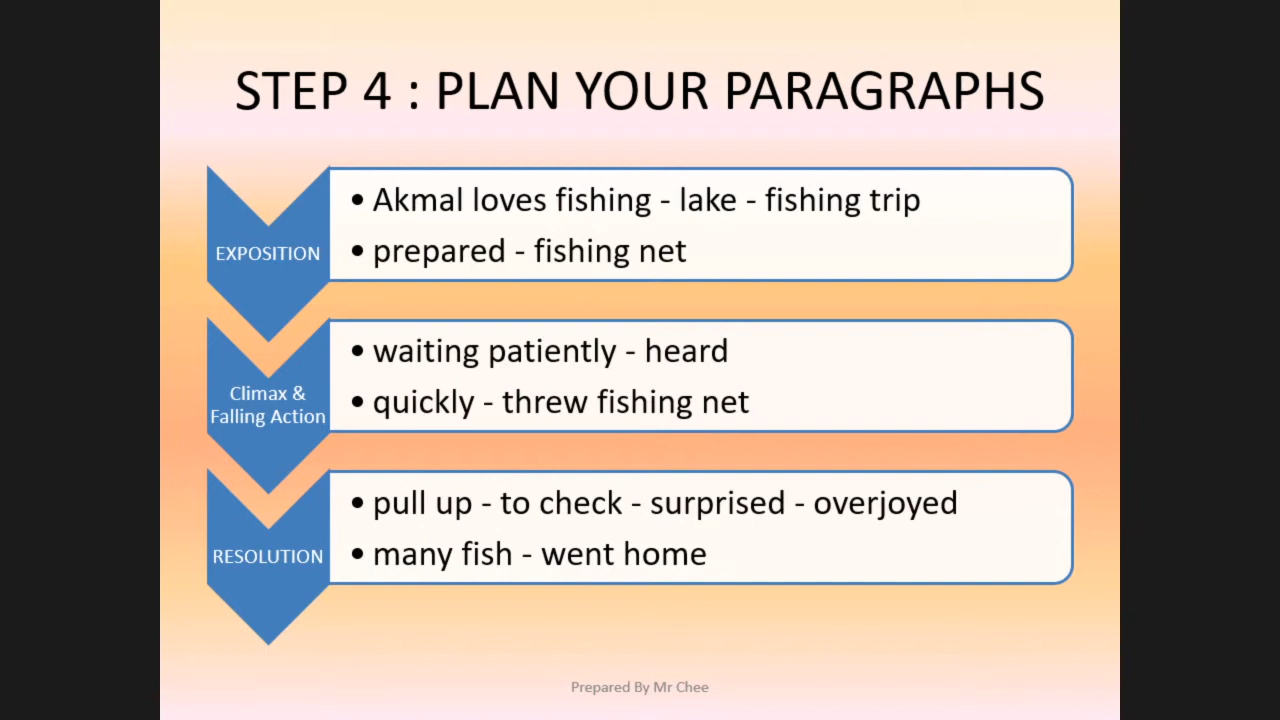 STEP 4 : PLAN YOUR PARAGRAPHS
EXPOSITION
• Akmal loves fishing - lake - fishing trip
• prepared - fishing net
Climax &
Falling Action
• waiting patiently - heard
• quickly - threw fishing net
RESOLUTION
• pull up - to check - surprised - overjoyed
• many fish - went home
Prepared By Mr Chee